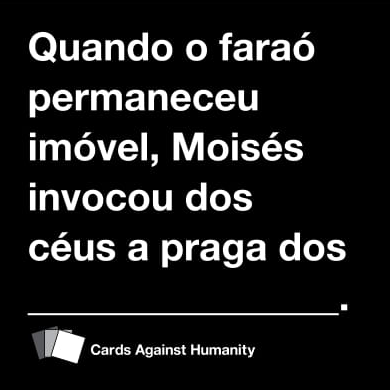 Quando o faraó
permaneceu
imóvel, Moisés
invocou dos
céus a praga dos
_______________.
Cards Against Humanity